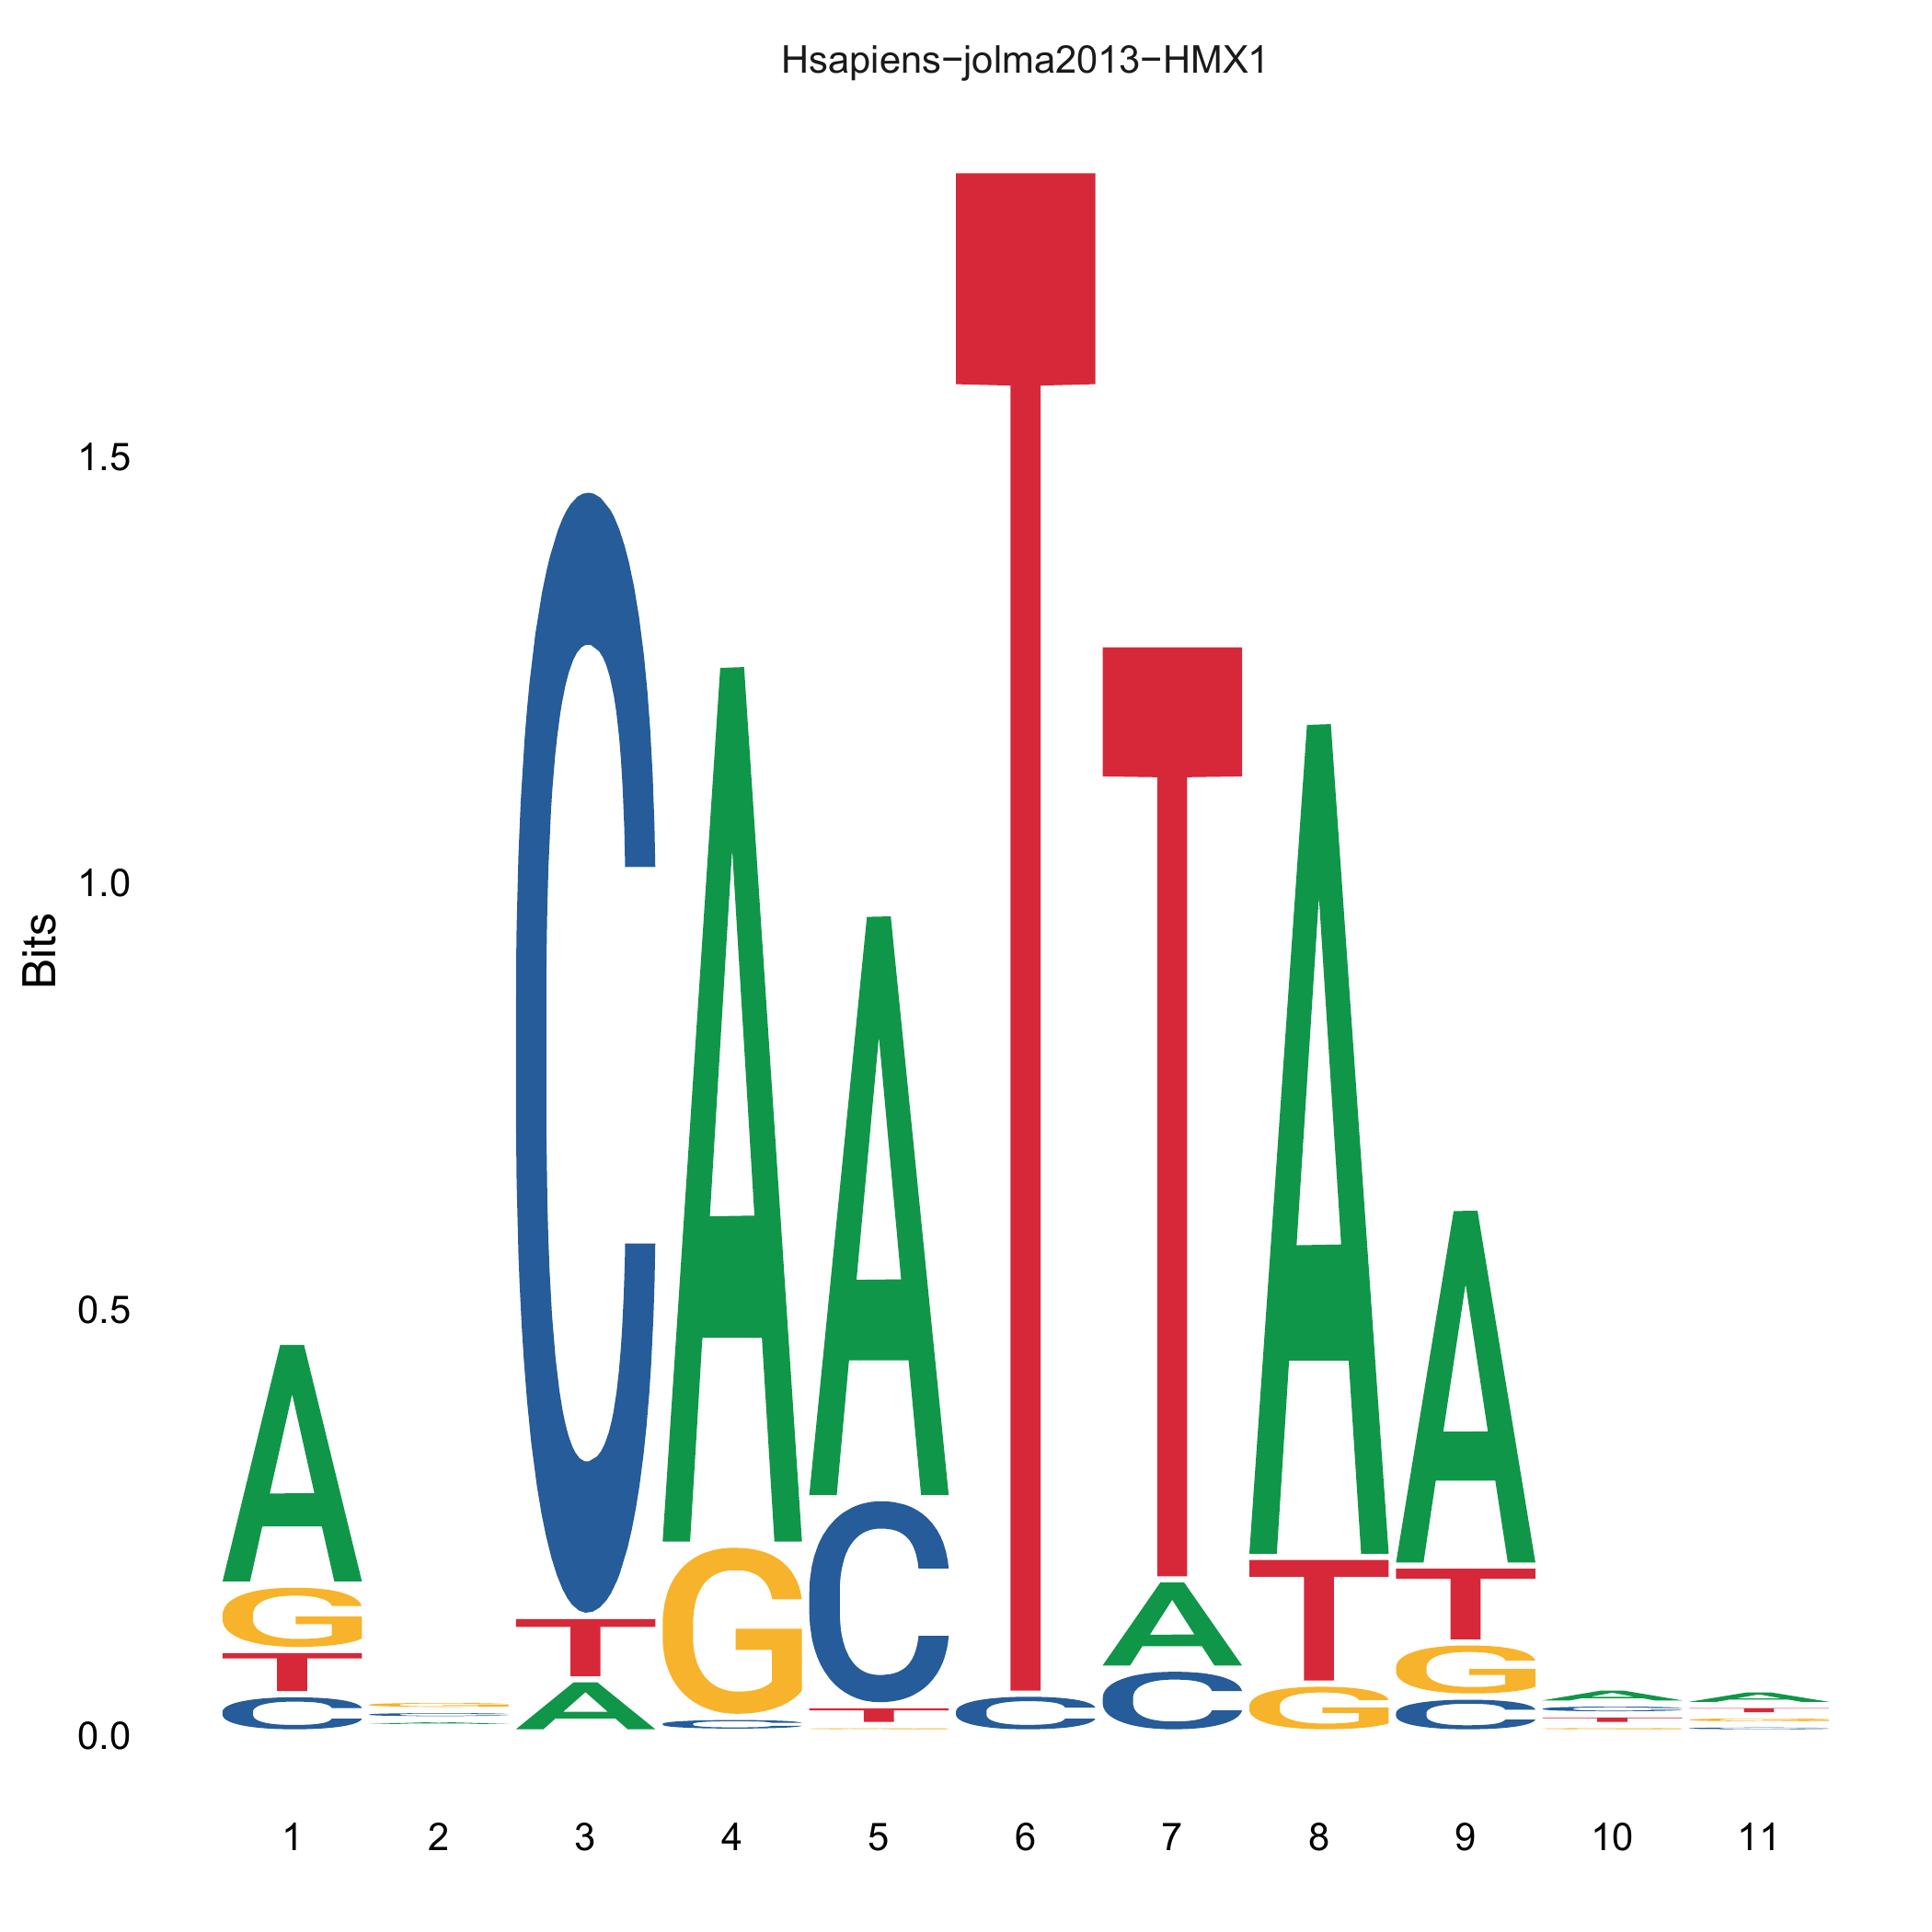 Hsapiens−jolma2013−HMX1
Bits
1.5
1.0
0.5
0.0
A G T C
C T A
A G C
A C T
T C
T A C
A T G
A T G C
A C T
A T G C
1 2 3 4 5 6 7 8 9 10 11